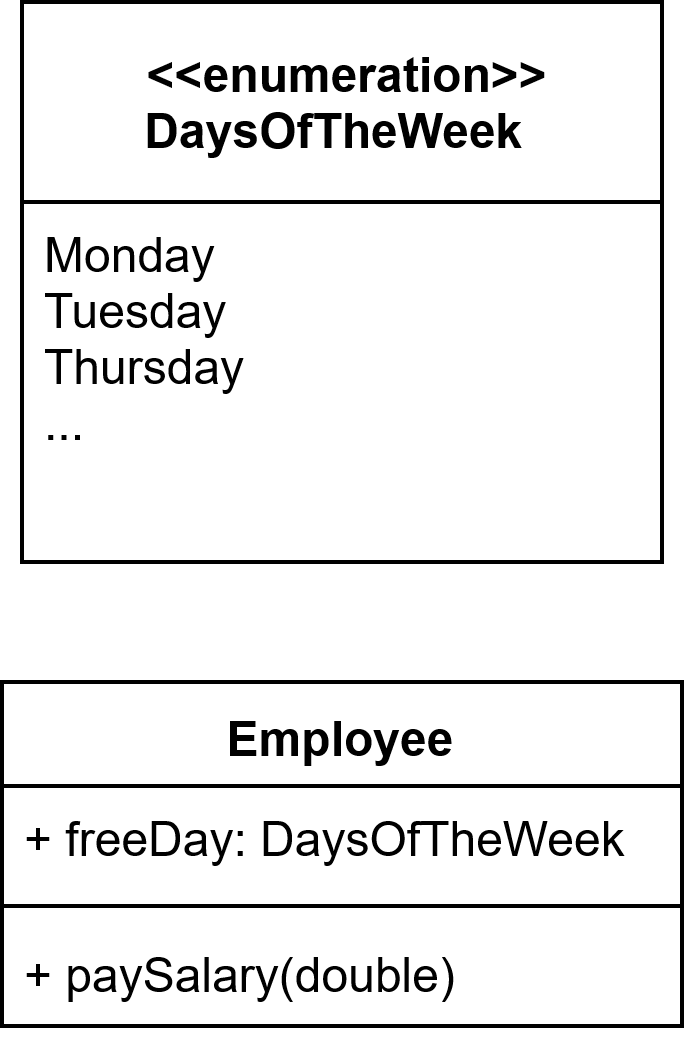 <<enumeration>>
DaysOfTheWeek
Monday
Tuesday
Thursday
...
Employee
+ freeDay: DaysOfTheWeek
+ paySalary(double)